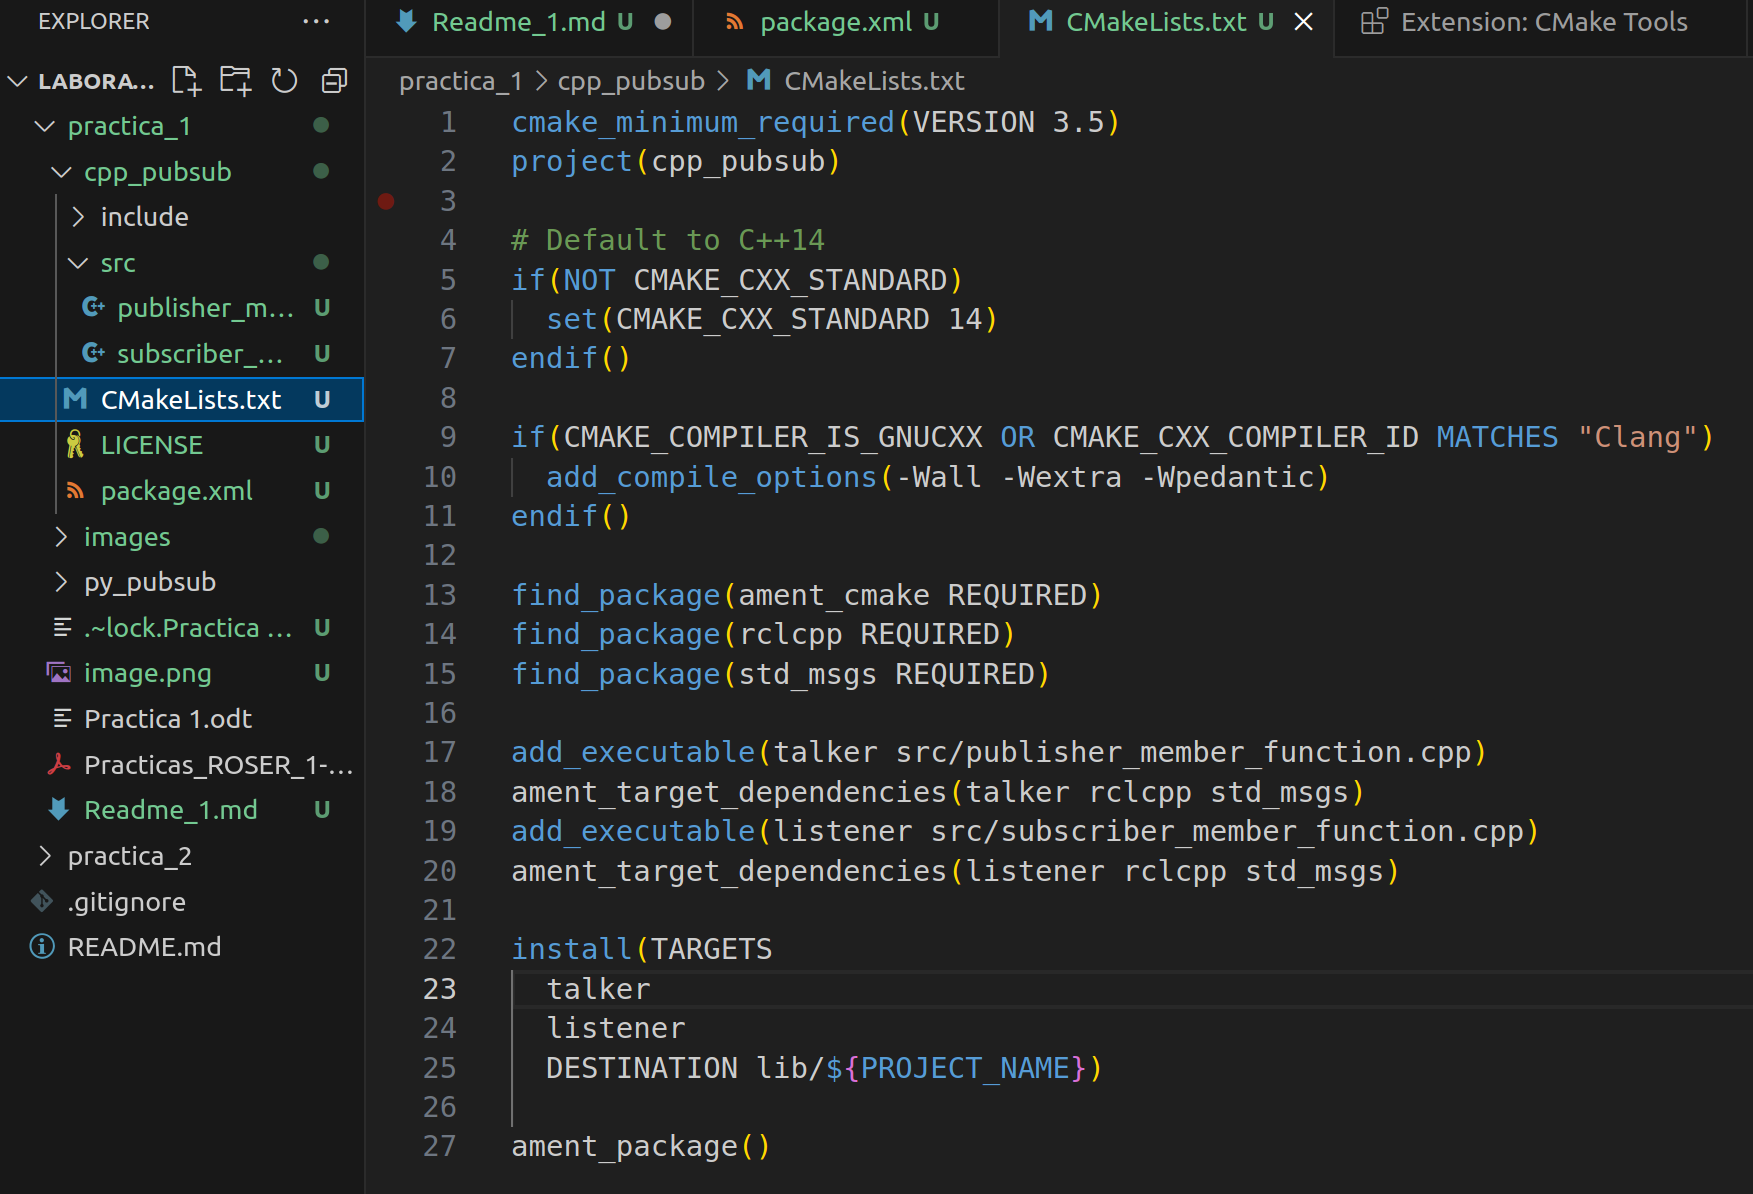 EXPLORER ···
LABORA...
practica_1
cpp_pubsub
include
src
publisher_m... U
subscriber_... U
CMakeLists.txt U
LICENSE U
package.xml U
images
py_pubsub
.~lock.Practica ... U
image.png U
Practica 1.odt
Practicas_ROSER_1-...
Readme_1.md U
practica_2
.gitignore
README.md
Readme_1.md U
package.xml U
CMakeLists.txt U
Extension: CMake Tools
practica_1 > cpp_pubsub > CMakeLists.txt
1 cmake_minimum_required(VERSION 3.5)
2 project(cpp_pubsub)
3
4 # Default to C++14
5 if(NOT CMAKE_CXX_STANDARD)
6 set(CMAKE_CXX_STANDARD 14)
7 endif()
8
9 if(CMAKE_COMPILER_IS_GNUCXX OR CMAKE_CXX_COMPILER_ID MATCHES "Clang")
10 add_compile_options(-Wall -Wextra -Wpedantic)
11 endif()
12
13 find_package(ament_cmake REQUIRED)
14 find_package(rclcpp REQUIRED)
15 find_package(std_msgs REQUIRED)
16
17 add_executable(talker src/publisher_member_function.cpp)
18 ament_target_dependencies(talker rclcpp std_msgs)
19 add_executable(listener src/subscriber_member_function.cpp)
20 ament_target_dependencies(listener rclcpp std_msgs)
21
22 install(TARGETS
23 talker
24 listener
25 DESTINATION lib/${PROJECT_NAME})
26
27 ament_package()